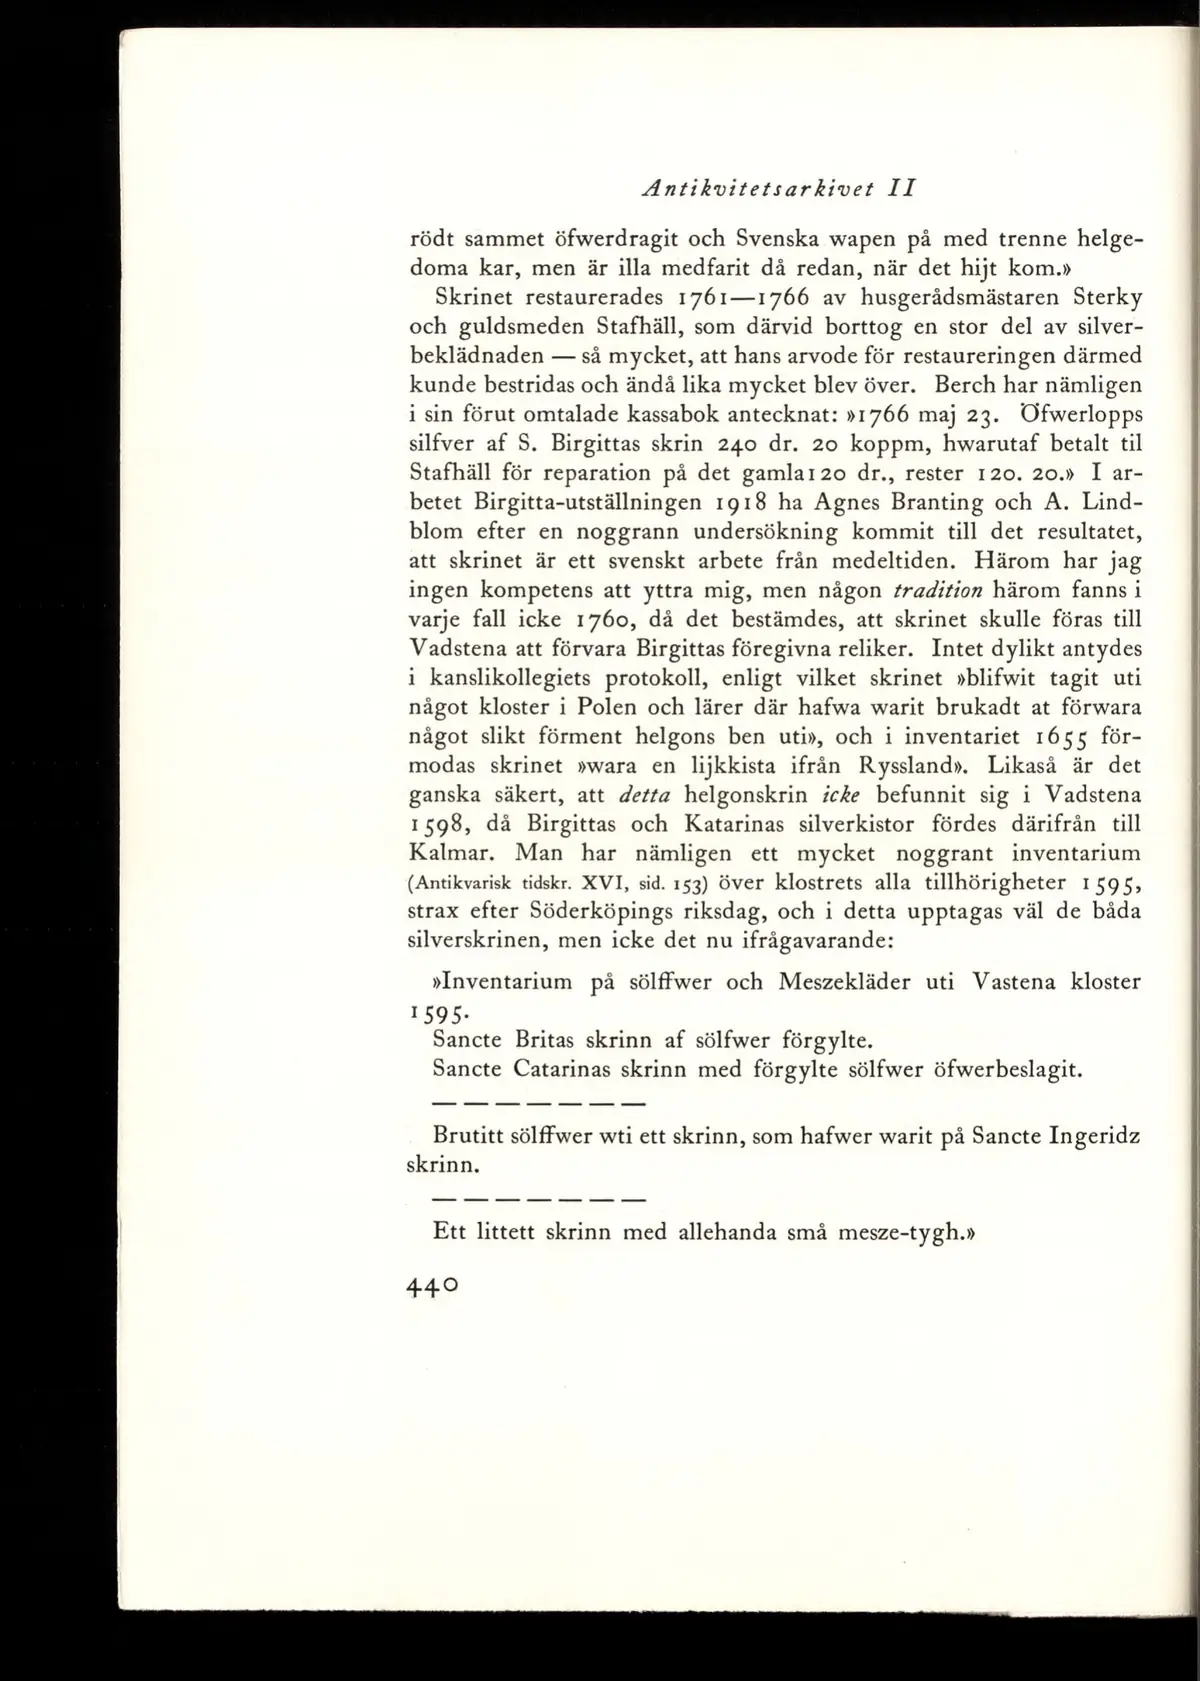 Antikvitetsarkivet II
rödt sammet öfwerdragit och Svenska wapen på med trenne helge-
doma kar, men är illa medfarit då redan, när det hijt kom.»
Skrinet restaurerades 1761—1766 av husgerådsmästaren Sterky
och guldsmeden Stafhäll, som därvid borttog en stor del av silver-
beklädnaden — så mycket, att hans arvode för restaureringen därmed
kunde bestridas och ändå lika mycket blev över. Berch har nämligen
i sin förut omtalade kassabok antecknat: »1766 maj 23. Öfwerlopps
silfver af S. Birgittas skrin 240 dr. 20 koppm, hwarutaf betalt til
Stafhäll för reparation på det gamla120 dr., rester 120. 20.» I ar-
betet Birgitta-utställningen 1918 ha Agnes Branting och A. Lind-
blom efter en noggrann undersökning kommit till det resultatet,
att skrinet är ett svenskt arbete från medeltiden. Härom har jag
ingen kompetens att yttra mig, men någon tradition härom fanns i
varje fall icke 1760, då det bestämdes, att skrinet skulle föras till
Vadstena att förvara Birgittas föregivna reliker. Intet dylikt antydes
i kanslikollegiets protokoll, enligt vilket skrinet »blifwit tagit uti
något kloster i Polen och lärer där hafwa warit brukadt at förwara
något slikt förment helgons ben uti», och i inventariet 1655 för-
modas skrinet »wara en lijkkista ifrån Ryssland». Likaså är det
ganska säkert, att detta helgonskrin icke befunnit sig i Vadstena
1598, då Birgittas och Katarinas silverkistor fördes därifrån till
Kalmar. Man har nämligen ett mycket noggrant inventarium
(Antikvarisk tidskr. XVI, sid. 153) över klostrets alla tillhörigheter 1595,
strax efter Söderköpings riksdag, och i detta upptagas väl de båda
silverskrinen, men icke det nu ifrågavarande:
»Inventarium på sölffwer och Meszekläder uti Vastena kloster
1595.
Sancte Britas skrinn af sölfwer förgylte.
Sancte Catarinas skrinn med förgylte sölfwer öfwerbeslagit.
— — — — — — —
Brutitt sölffwer wti ett skrinn, som hafwer warit på Sancte Ingeridz
skrinn.
— — — — — — —
Ett littett skrinn med allehanda små mesze-tygh.»
440